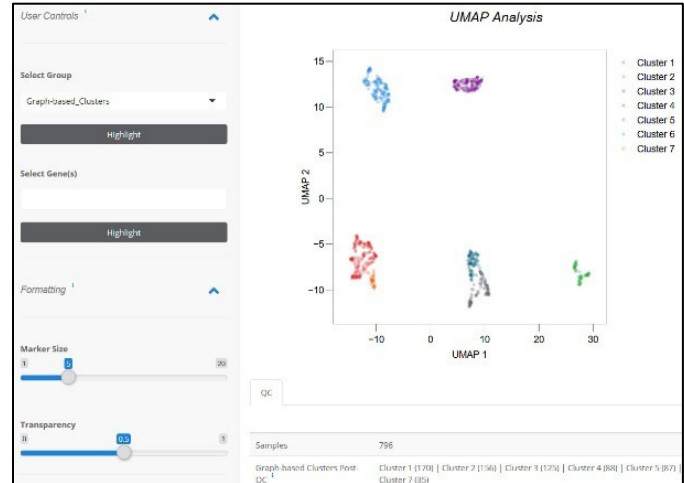 User Controls i
Select Group
Graph-based_Clusters
Highlight
Select Gene(s)
Highlight
Formatting i
Marker Size
1 5 20
Transparency
0 0.5 1
UMAP Analysis
15
10
5
0
−5
−10
UMAP 2
−10 0 10 20 30
UMAP 1
Cluster 1
Cluster 2
Cluster 3
Cluster 4
Cluster 5
Cluster 6
Cluster 7
QC
Samples 796
Graph-based Clusters Post Cluster 1 (170) | Cluster 2 (156) | Cluster 3 (125) | Cluster 4 (88) | Cluster 5 (87) |
QC i Cluster 7 (35)